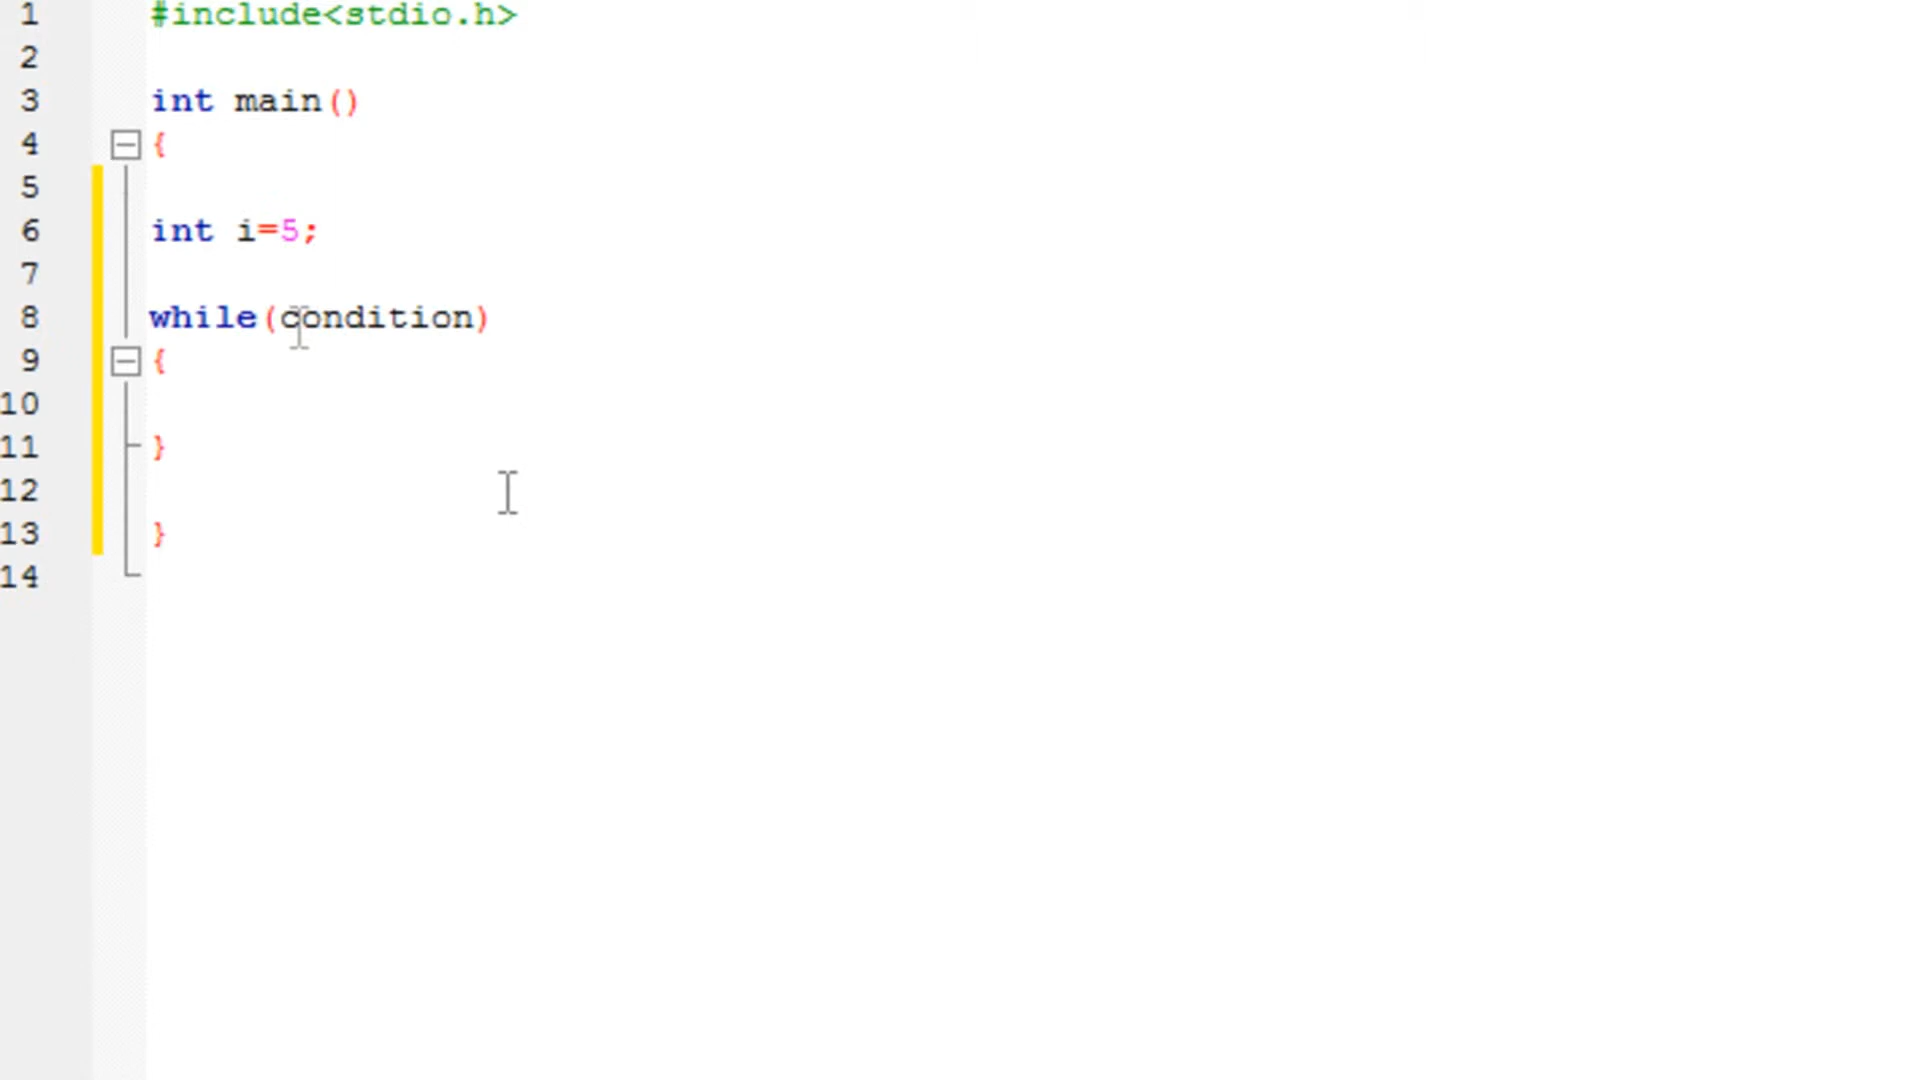 1 #include<stdio.h>
2
3 int main()
4 {
5
6 int i=5;
7
8 while(condition)
9 {
10
11 }
12
13 }
14